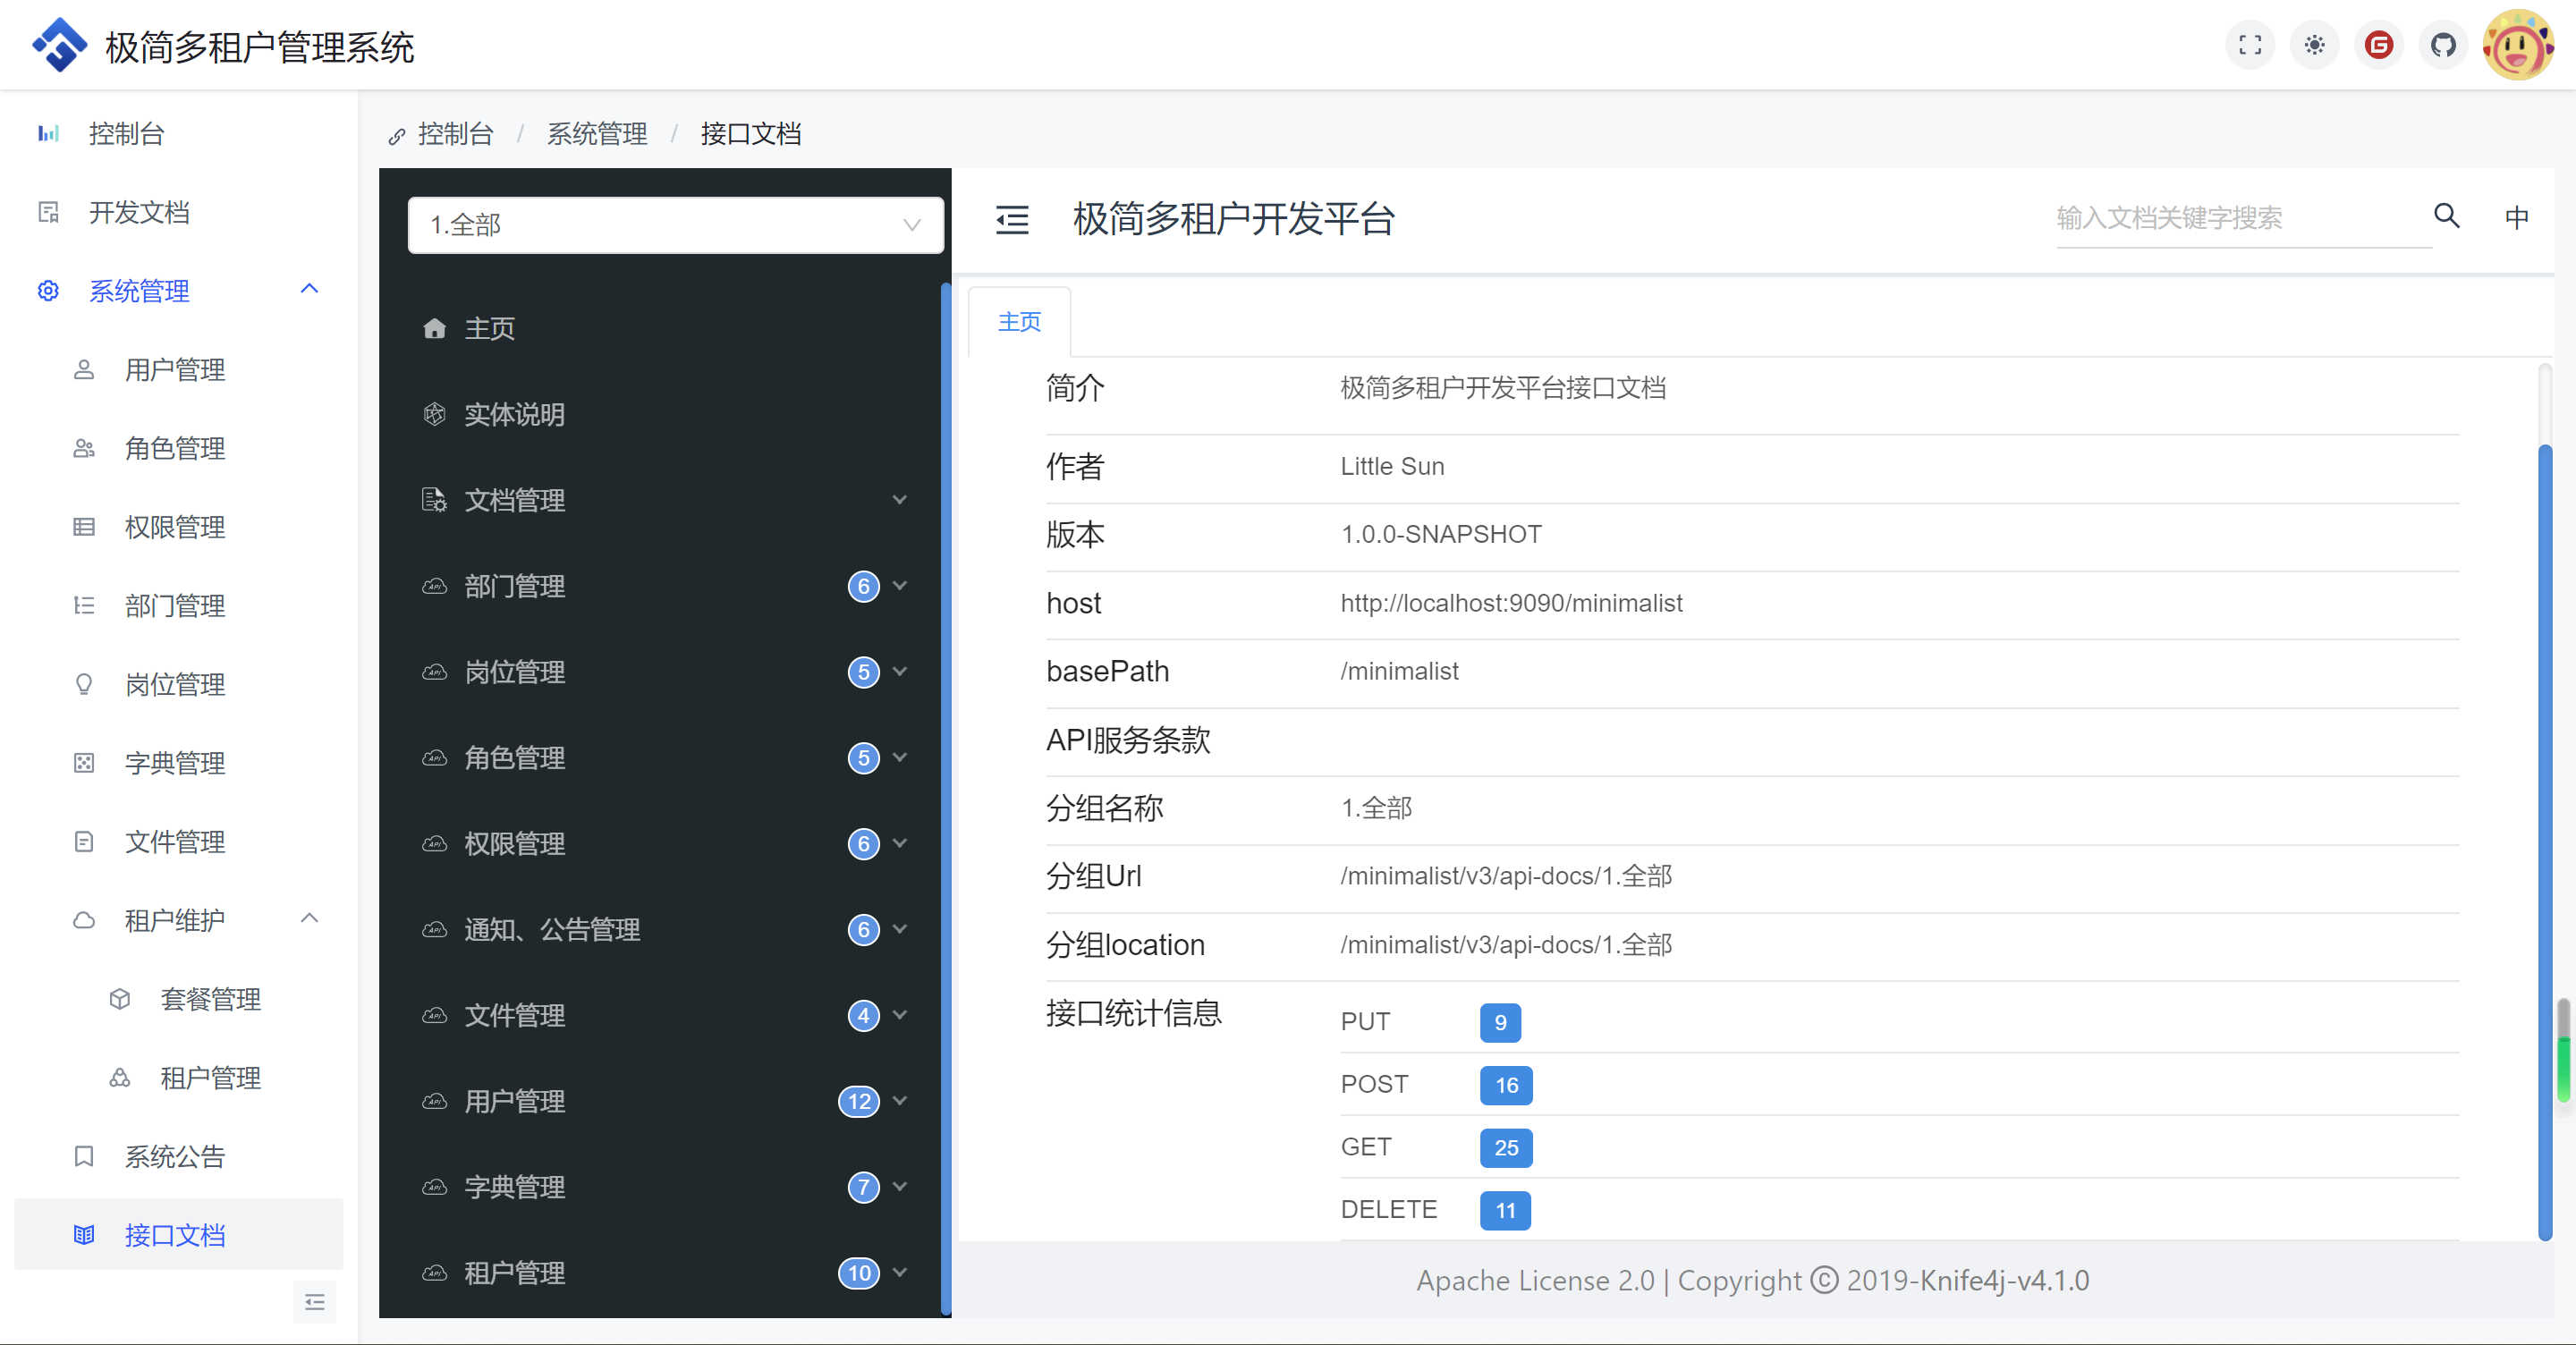 极简多租户管理系统
控制台
开发文档
系统管理
用户管理
角色管理
权限管理
部门管理
岗位管理
字典管理
文件管理
租户维护
套餐管理
租户管理
系统公告
接口文档
控制台 / 系统管理 / 接口文档
1.全部
主页
实体说明
文档管理
部门管理 6
岗位管理 5
角色管理 5
权限管理 6
通知、公告管理 6
文件管理 4
用户管理 12
字典管理 7
租户管理 10
极简多租户开发平台
输入文档关键字搜索
中
主页
简介 极简多租户开发平台接口文档
作者 Little Sun
版本 1.0.0-SNAPSHOT
host http://localhost:9090/minimalist
basePath /minimalist
API服务条款
分组名称 1.全部
分组Url /minimalist/v3/api-docs/1.全部
分组location /minimalist/v3/api-docs/1.全部
接口统计信息
PUT 9
POST 16
GET 25
DELETE 11
Apache License 2.0 | Copyright © 2019-Knife4j-v4.1.0